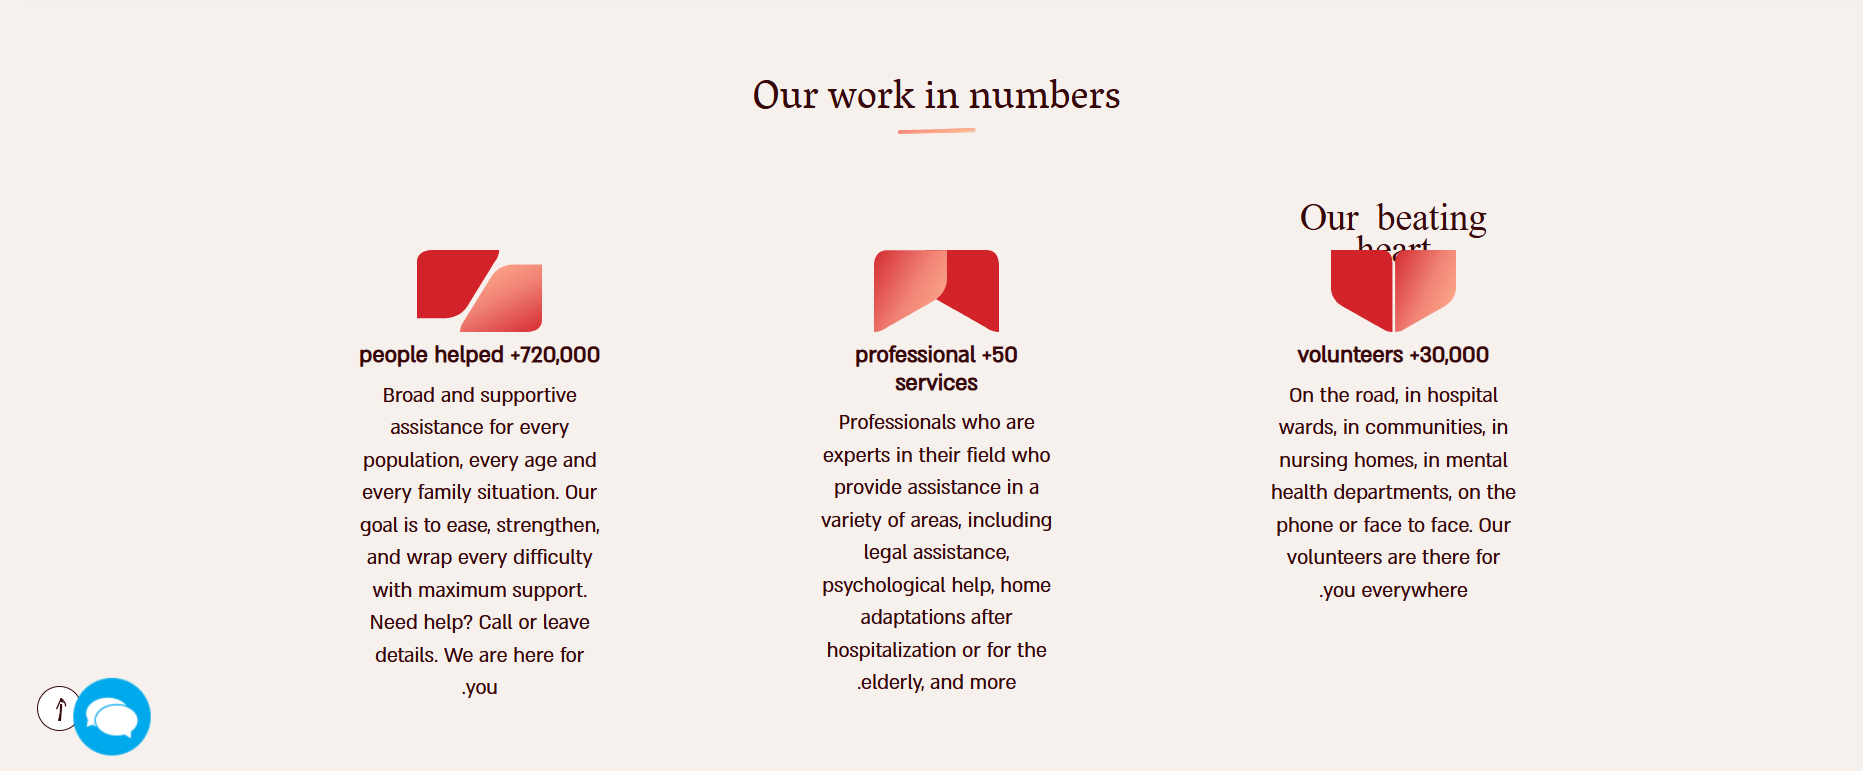 Our work in numbers
people helped +720,000
Broad and supportive
assistance for every
population, every age and
every family situation. Our
goal is to ease, strengthen,
and wrap every difficulty
with maximum support.
Need help? Call or leave
details. We are here for
.you
professional +50
services
Professionals who are
experts in their field who
provide assistance in a
variety of areas, including
legal assistance,
psychological help, home
adaptations after
hospitalization or for the
.elderly, and more
Our beating
heart
volunteers +30,000
On the road, in hospital
wards, in communities, in
nursing homes, in mental
health departments, on the
phone or face to face. Our
volunteers are there for
.you everywhere